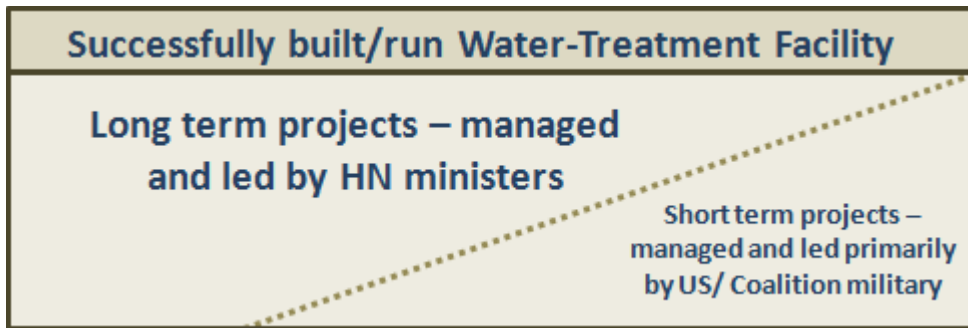 Successfully built/run Water-Treatment Facility
Long term projects – managed
and led by HN ministers
Short term projects –
managed and led primarily
by US/ Coalition military